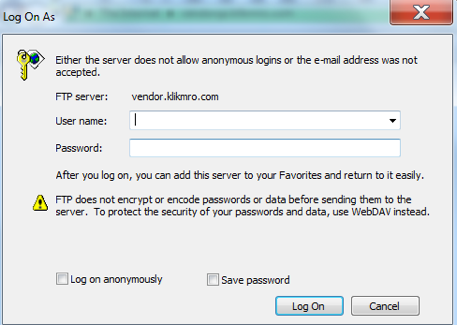 Log On As
Either the server does not allow anonymous logins or the e-mail address was not
accepted.
FTP server: vendor.klikmro.com
User name:
Password:
After you log on, you can add this server to your Favorites and return to it easily.
FTP does not encrypt or encode passwords or data before sending them to the
server. To protect the security of your passwords and data, use WebDAV instead.
Log on anonymously Save password
Log On Cancel